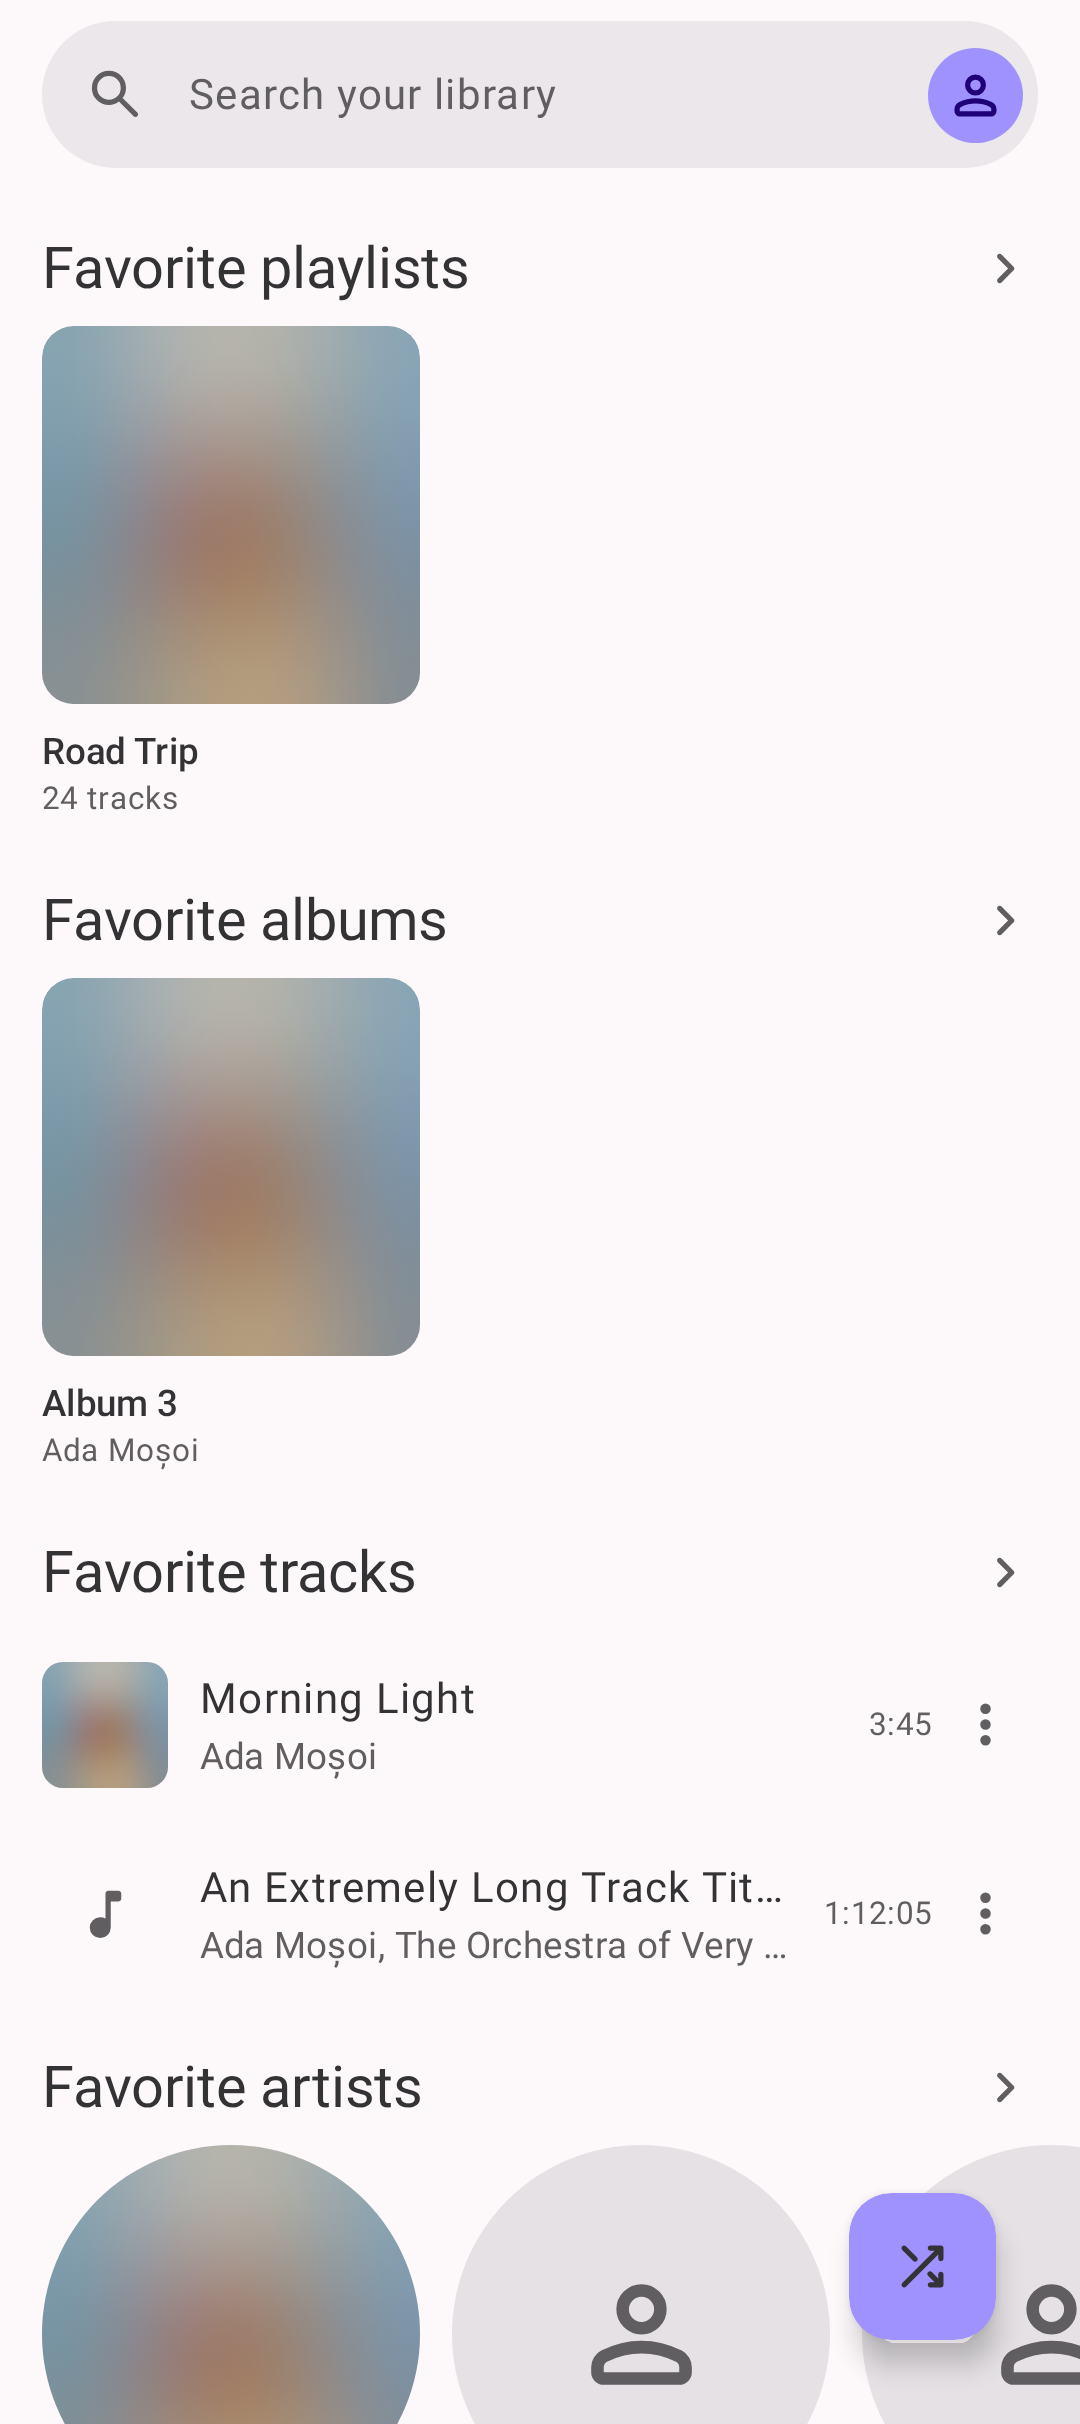 Search your library
Favorite playlists
Road Trip
24 tracks
Favorite albums
Album 3
Ada Moșoi
Favorite tracks
Morning Light
Ada Moșoi
3:45
An Extremely Long Track Tit…
Ada Moșoi, The Orchestra of Very …
1:12:05
Favorite artists